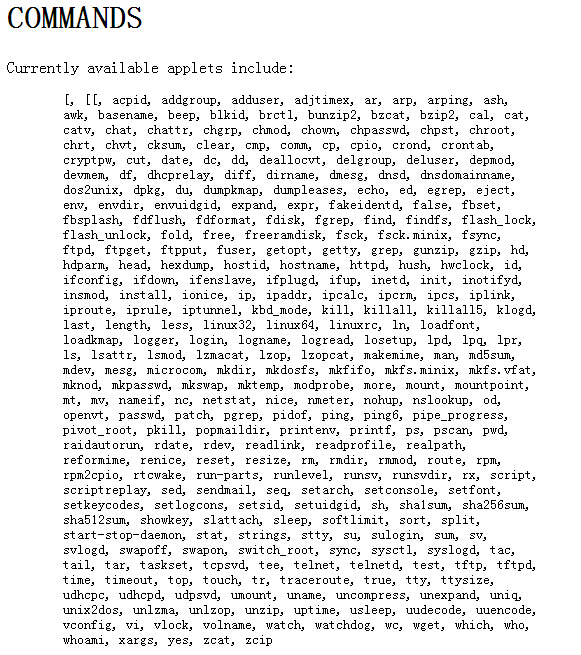 COMMANDS
Currently available applets include:
[, [[, acpid, addgroup, adduser, adjtimex, ar, arp, arping, ash,
awk, basename, beep, blkid, brctl, bunzip2, bzcat, bzip2, cal, cat,
catv, chat, chattr, chgrp, chmod, chown, chpasswd, chpst, chroot,
chrt, chvt, cksum, clear, cmp, comm, cp, cpio, crond, crontab,
cryptpw, cut, date, dc, dd, deallocvt, delgroup, deluser, depmod,
devmem, df, dhcprelay, diff, dirname, dmesg, dnsd, dnsdomainname,
dos2unix, dpkg, du, dumpkmap, dumpleases, echo, ed, egrep, eject,
env, envdir, envuidgid, expand, expr, fakeidentd, false, fbset,
fbsplash, fdflush, fdformat, fdisk, fgrep, find, findfs, flash_lock,
flash_unlock, fold, free, freeramdisk, fsck, fsck.minix, fsync,
ftpd, ftpget, ftpput, fuser, getopt, getty, grep, gunzip, gzip, hd,
hdparm, head, hexdump, hostid, hostname, httpd, hush, hwclock, id,
ifconfig, ifdown, ifenslave, ifplugd, ifup, inetd, init, inotifyd,
insmod, install, ionice, ip, ipaddr, ipcalc, ipcrm, ipcs, iplink,
iproute, iprule, iptunnel, kbd_mode, kill, killall, killall5, klogd,
last, length, less, linux32, linux64, linuxrc, ln, loadfont,
loadkmap, logger, login, logname, logread, losetup, lpd, lpq, lpr,
ls, lsattr, lsmod, lzmacat, lzop, lzopcat, makemime, man, md5sum,
mdev, mesg, microcom, mkdir, mkdosfs, mkfifo, mkfs.minix, mkfs.vfat,
mknod, mkpasswd, mkswap, mktemp, modprobe, more, mount, mountpoint,
mt, mv, nameif, nc, netstat, nice, nmeter, nohup, nslookup, od,
openvt, passwd, patch, pgrep, pidof, ping, ping6, pipe_progress,
pivot_root, pkill, popmaildir, printenv, printf, ps, pscan, pwd,
raidautorun, rdate, rdev, readlink, readprofile, realpath,
reformime, renice, reset, resize, rm, rmdir, rmmod, route, rpm,
rpm2cpio, rtcwake, run-parts, runlevel, runsv, runsvdir, rx, script,
scriptreplay, sed, sendmail, seq, setarch, setconsole, setfont,
setkeycodes, setlogcons, setsid, setuidgid, sh, sha1sum, sha256sum,
sha512sum, showkey, slattach, sleep, softlimit, sort, split,
start-stop-daemon, stat, strings, stty, su, sulogin, sum, sv,
svlogd, swapoff, swapon, switch_root, sync, sysctl, syslogd, tac,
tail, tar, taskset, tcpsvd, tee, telnet, telnetd, test, tftp, tftpd,
time, timeout, top, touch, tr, traceroute, true, tty, ttysize,
udhcpc, udhcpd, udpsvd, umount, uname, uncompress, unexpand, uniq,
unix2dos, unlzma, unlzop, unzip, uptime, usleep, uudecode, uuencode,
vconfig, vi, vlock, volname, watch, watchdog, wc, wget, which, who,
whoami, xargs, yes, zcat, zcip